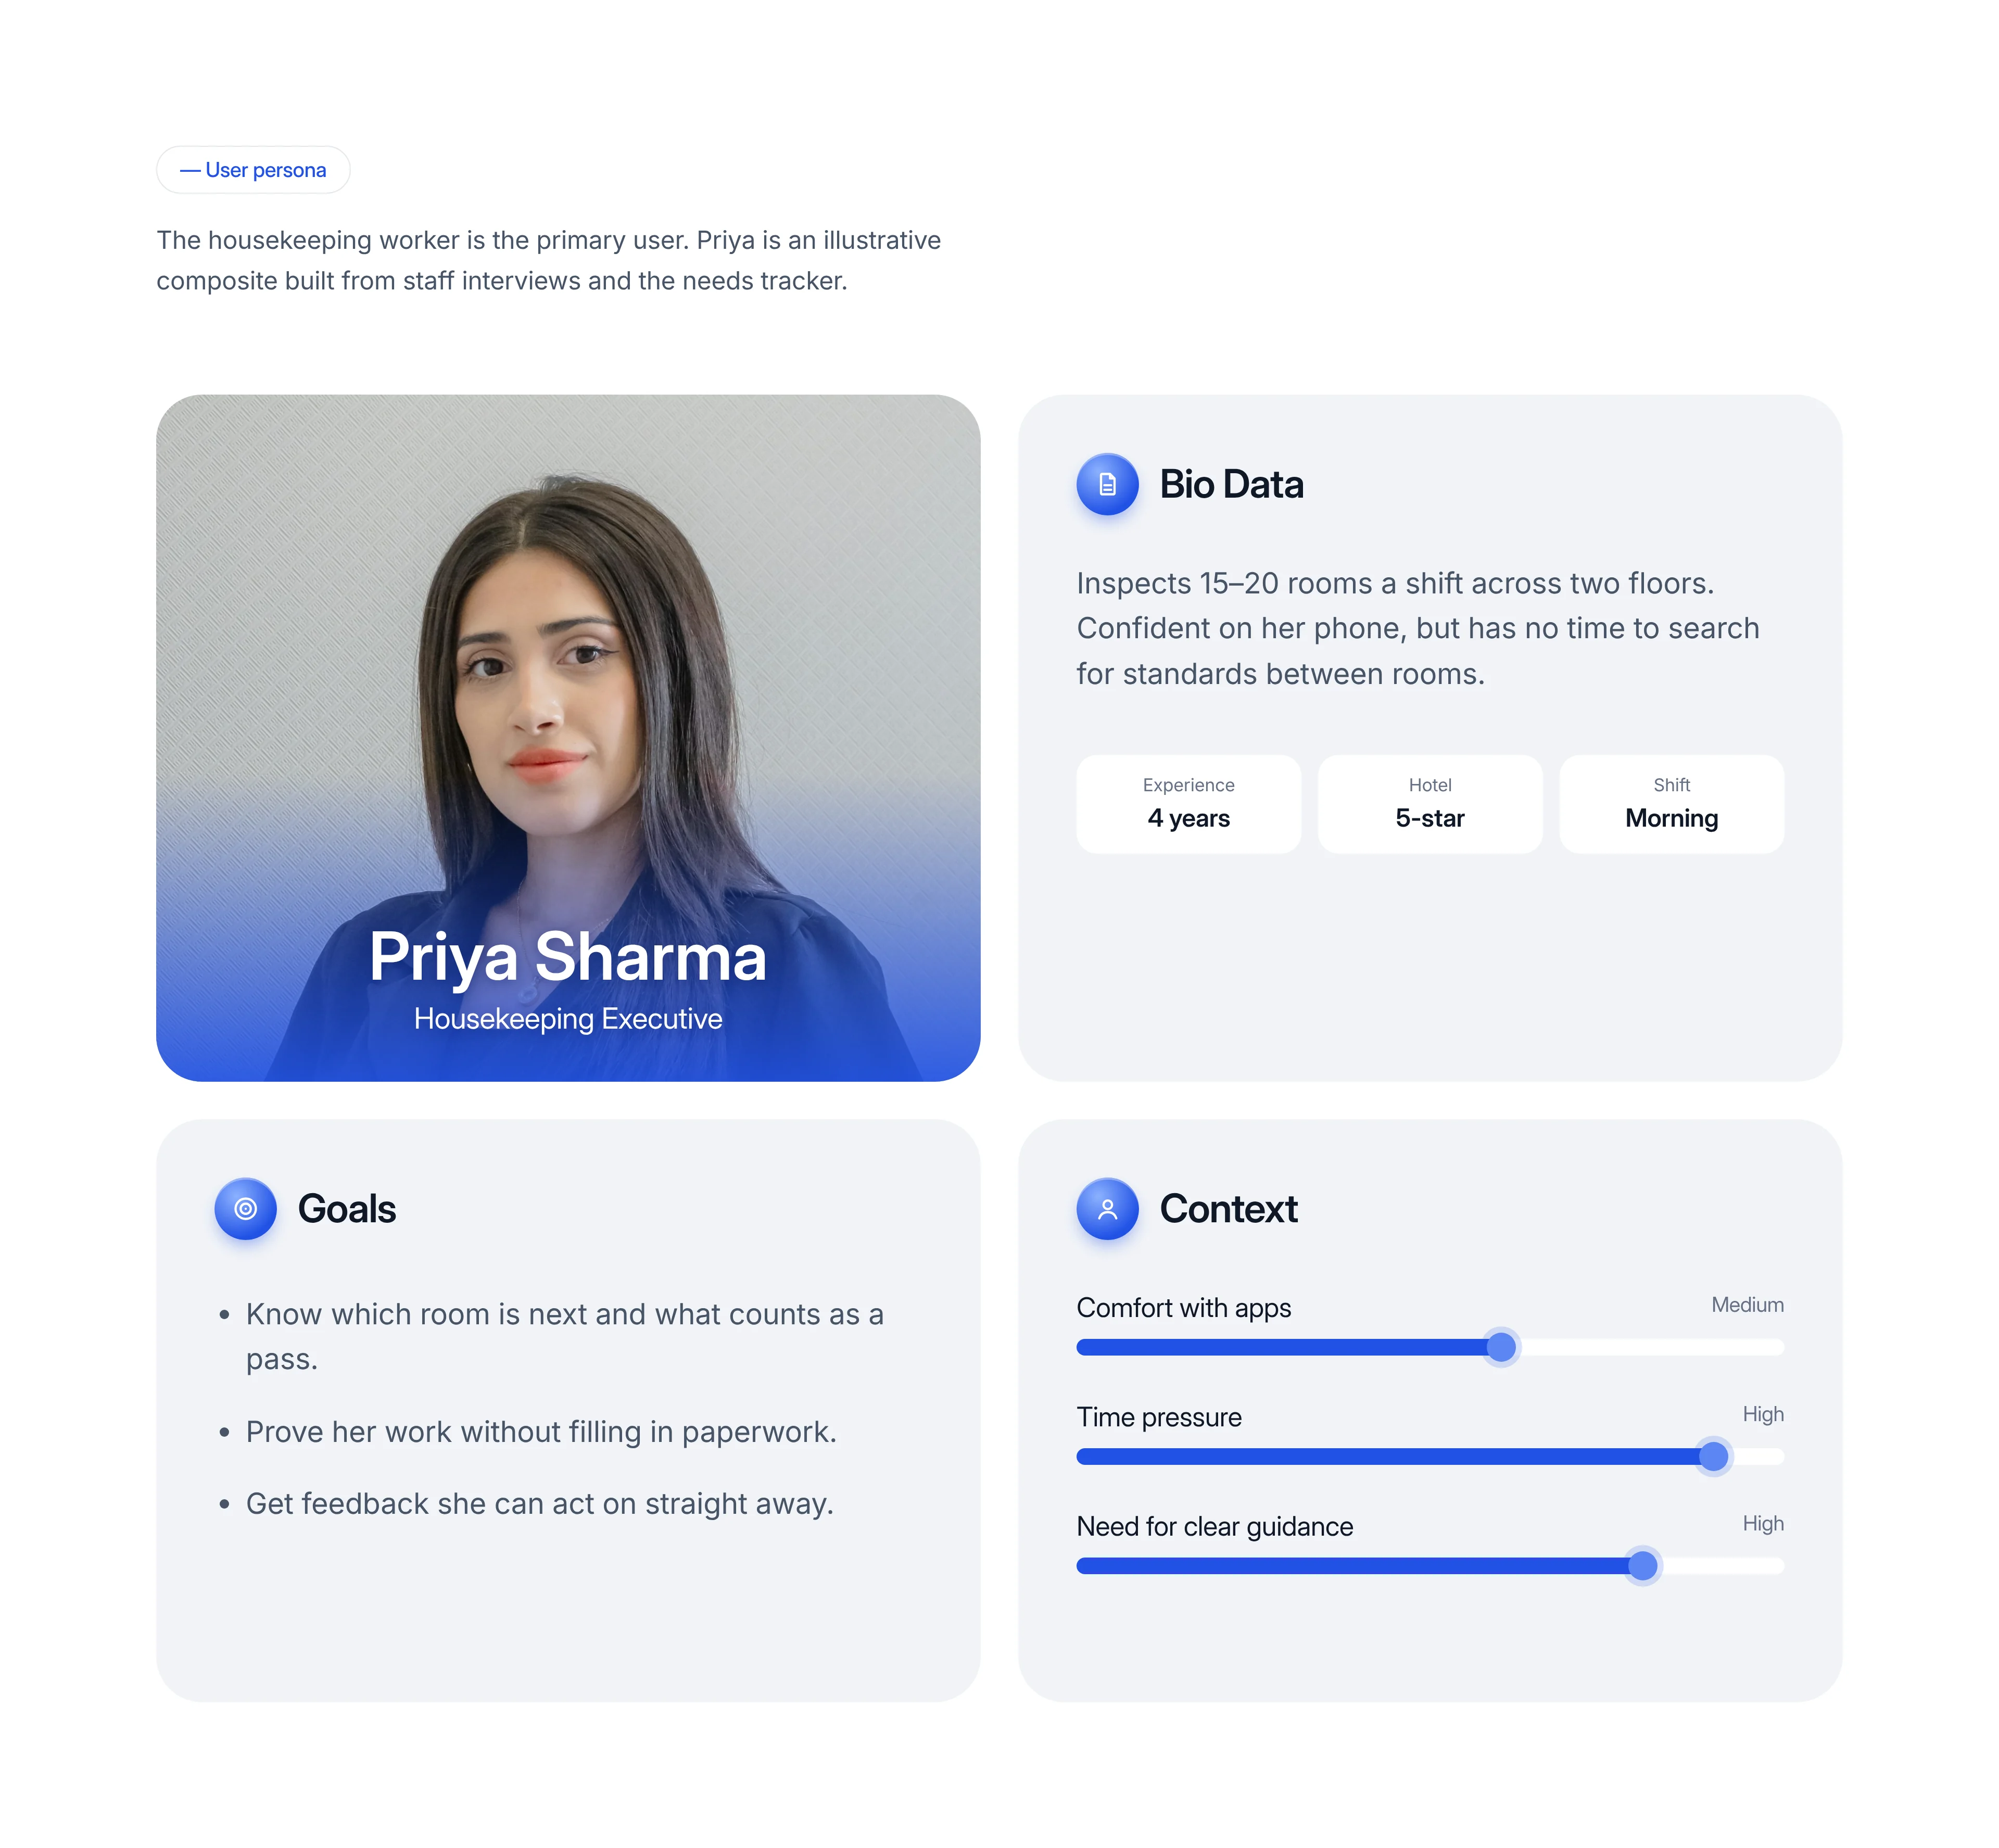 — User persona
The housekeeping worker is the primary user. Priya is an illustrative
composite built from staff interviews and the needs tracker.
Priya Sharma
Housekeeping Executive
Bio Data
Inspects 15–20 rooms a shift across two floors.
Confident on her phone, but has no time to search
for standards between rooms.
Experience
4 years
Hotel
5-star
Shift
Morning
Goals
• Know which room is next and what counts as a
pass.
• Prove her work without filling in paperwork.
• Get feedback she can act on straight away.
Context
Comfort with apps
Medium
Time pressure
High
Need for clear guidance
High